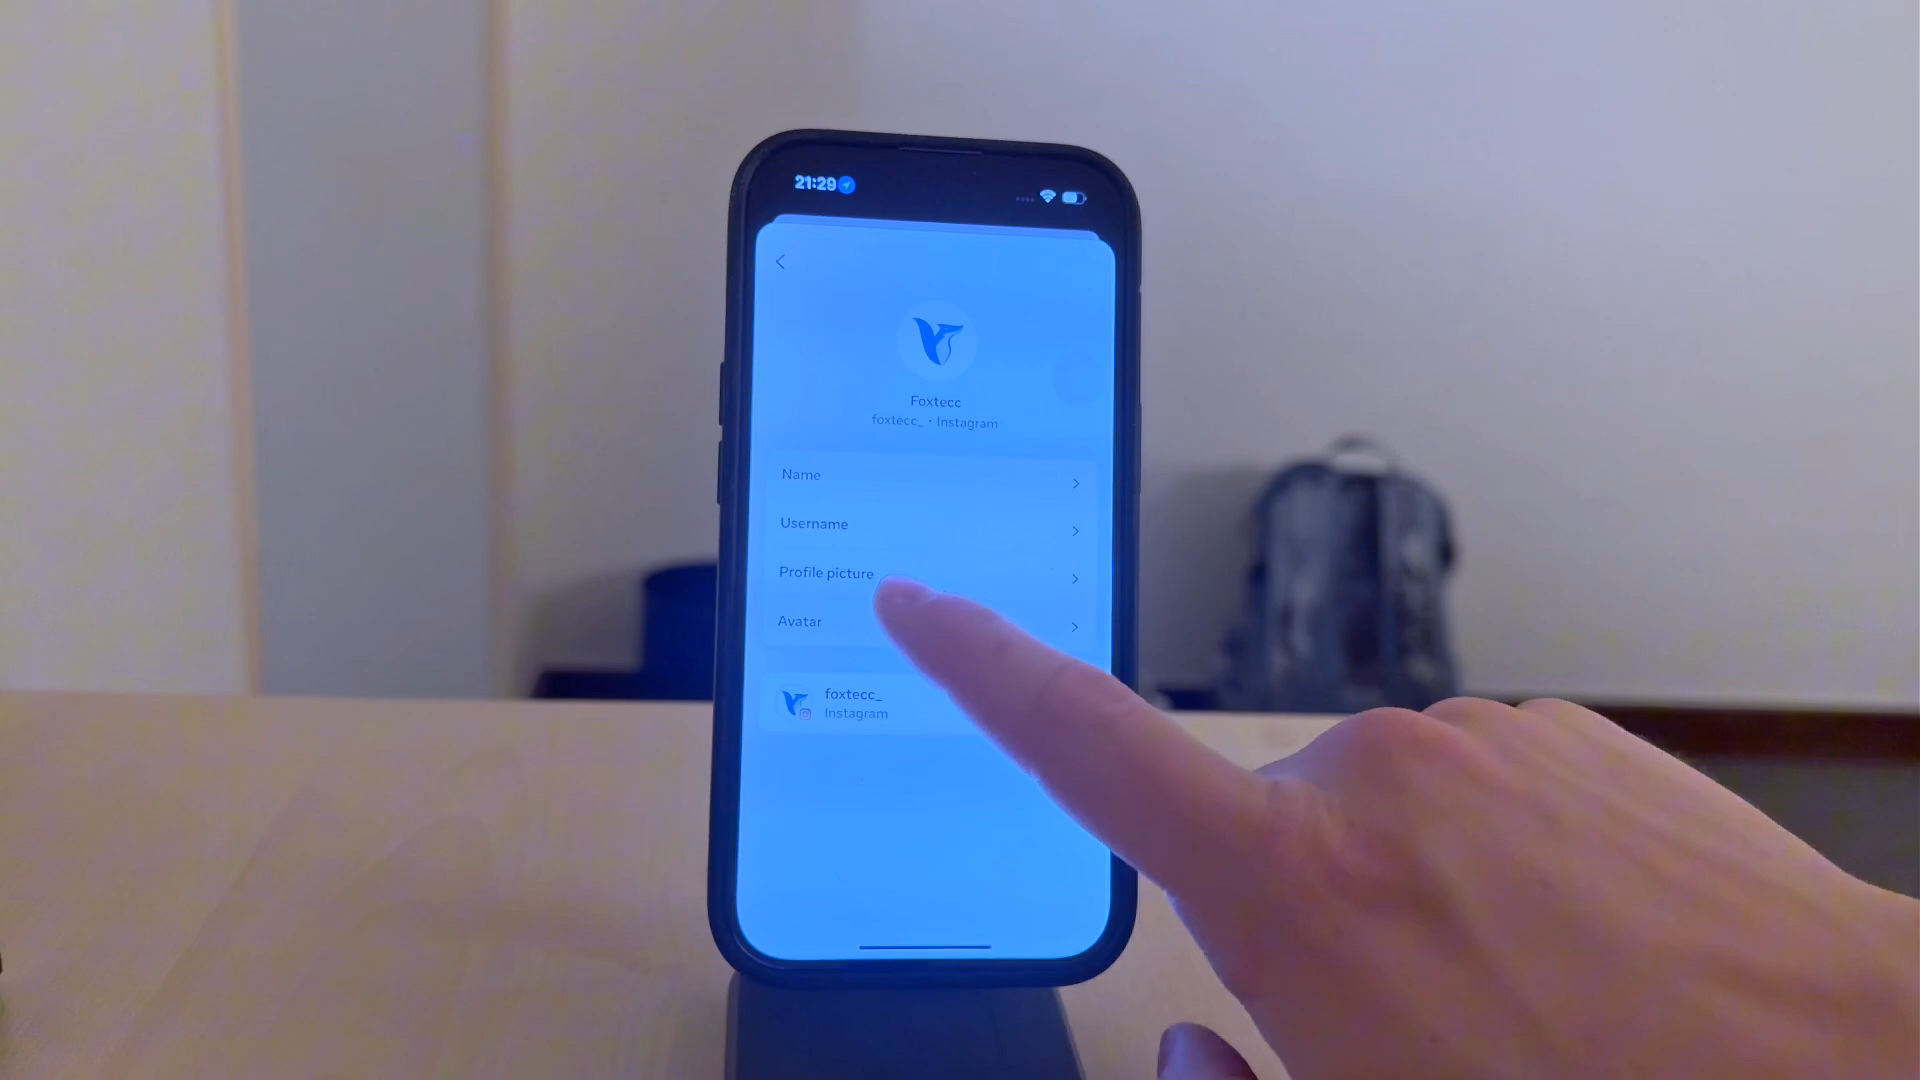 21:29
Foxtecc
foxtecc_ · Instagram
Name
Username
Profile picture
Avatar
foxtecc_
Instagram